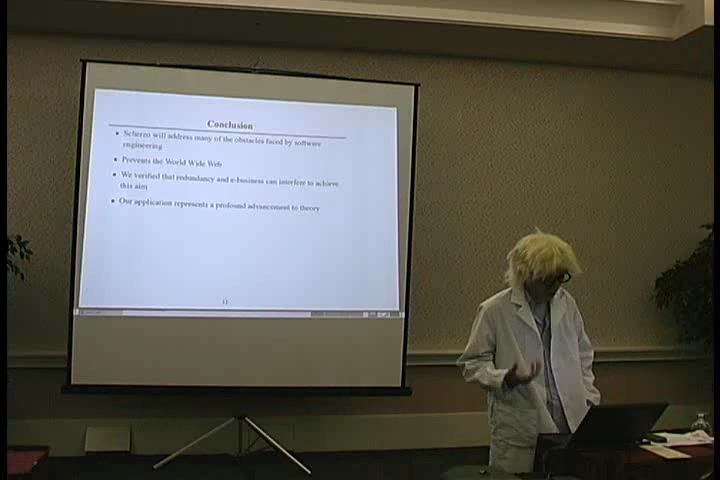 Conclusion
• Scherzo will address many of the obstacles faced by software
engineering
• Prevents the World Wide Web
• We verified that redundancy and e-business can interfere to achieve
this aim
• Our application represents a profound advancement to theory